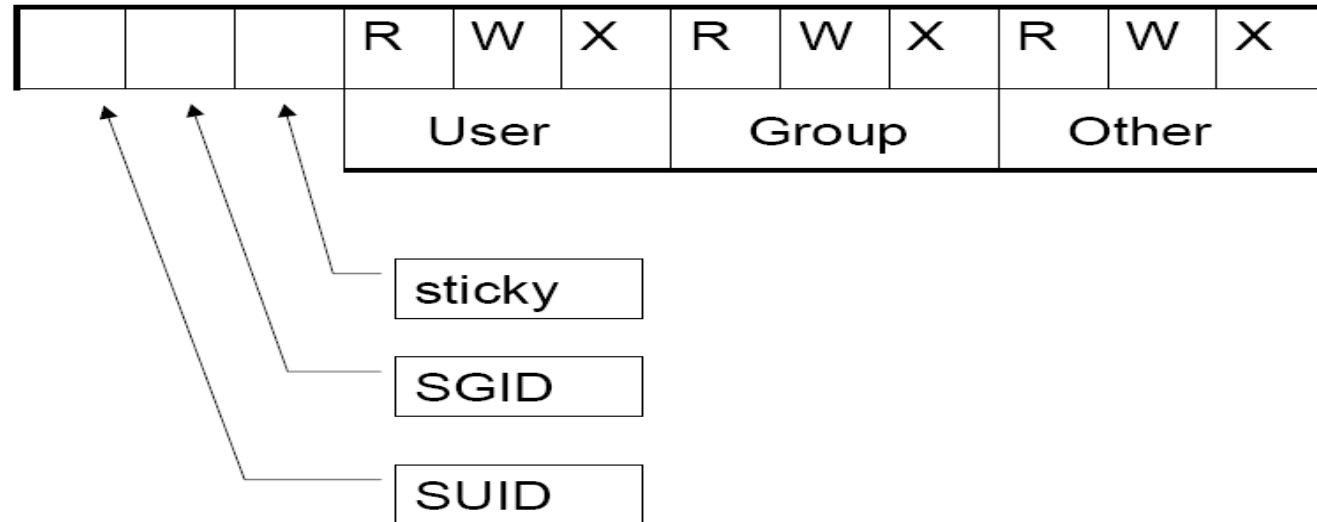 R W X R W X R W X
User Group Other
sticky
SGID
SUID